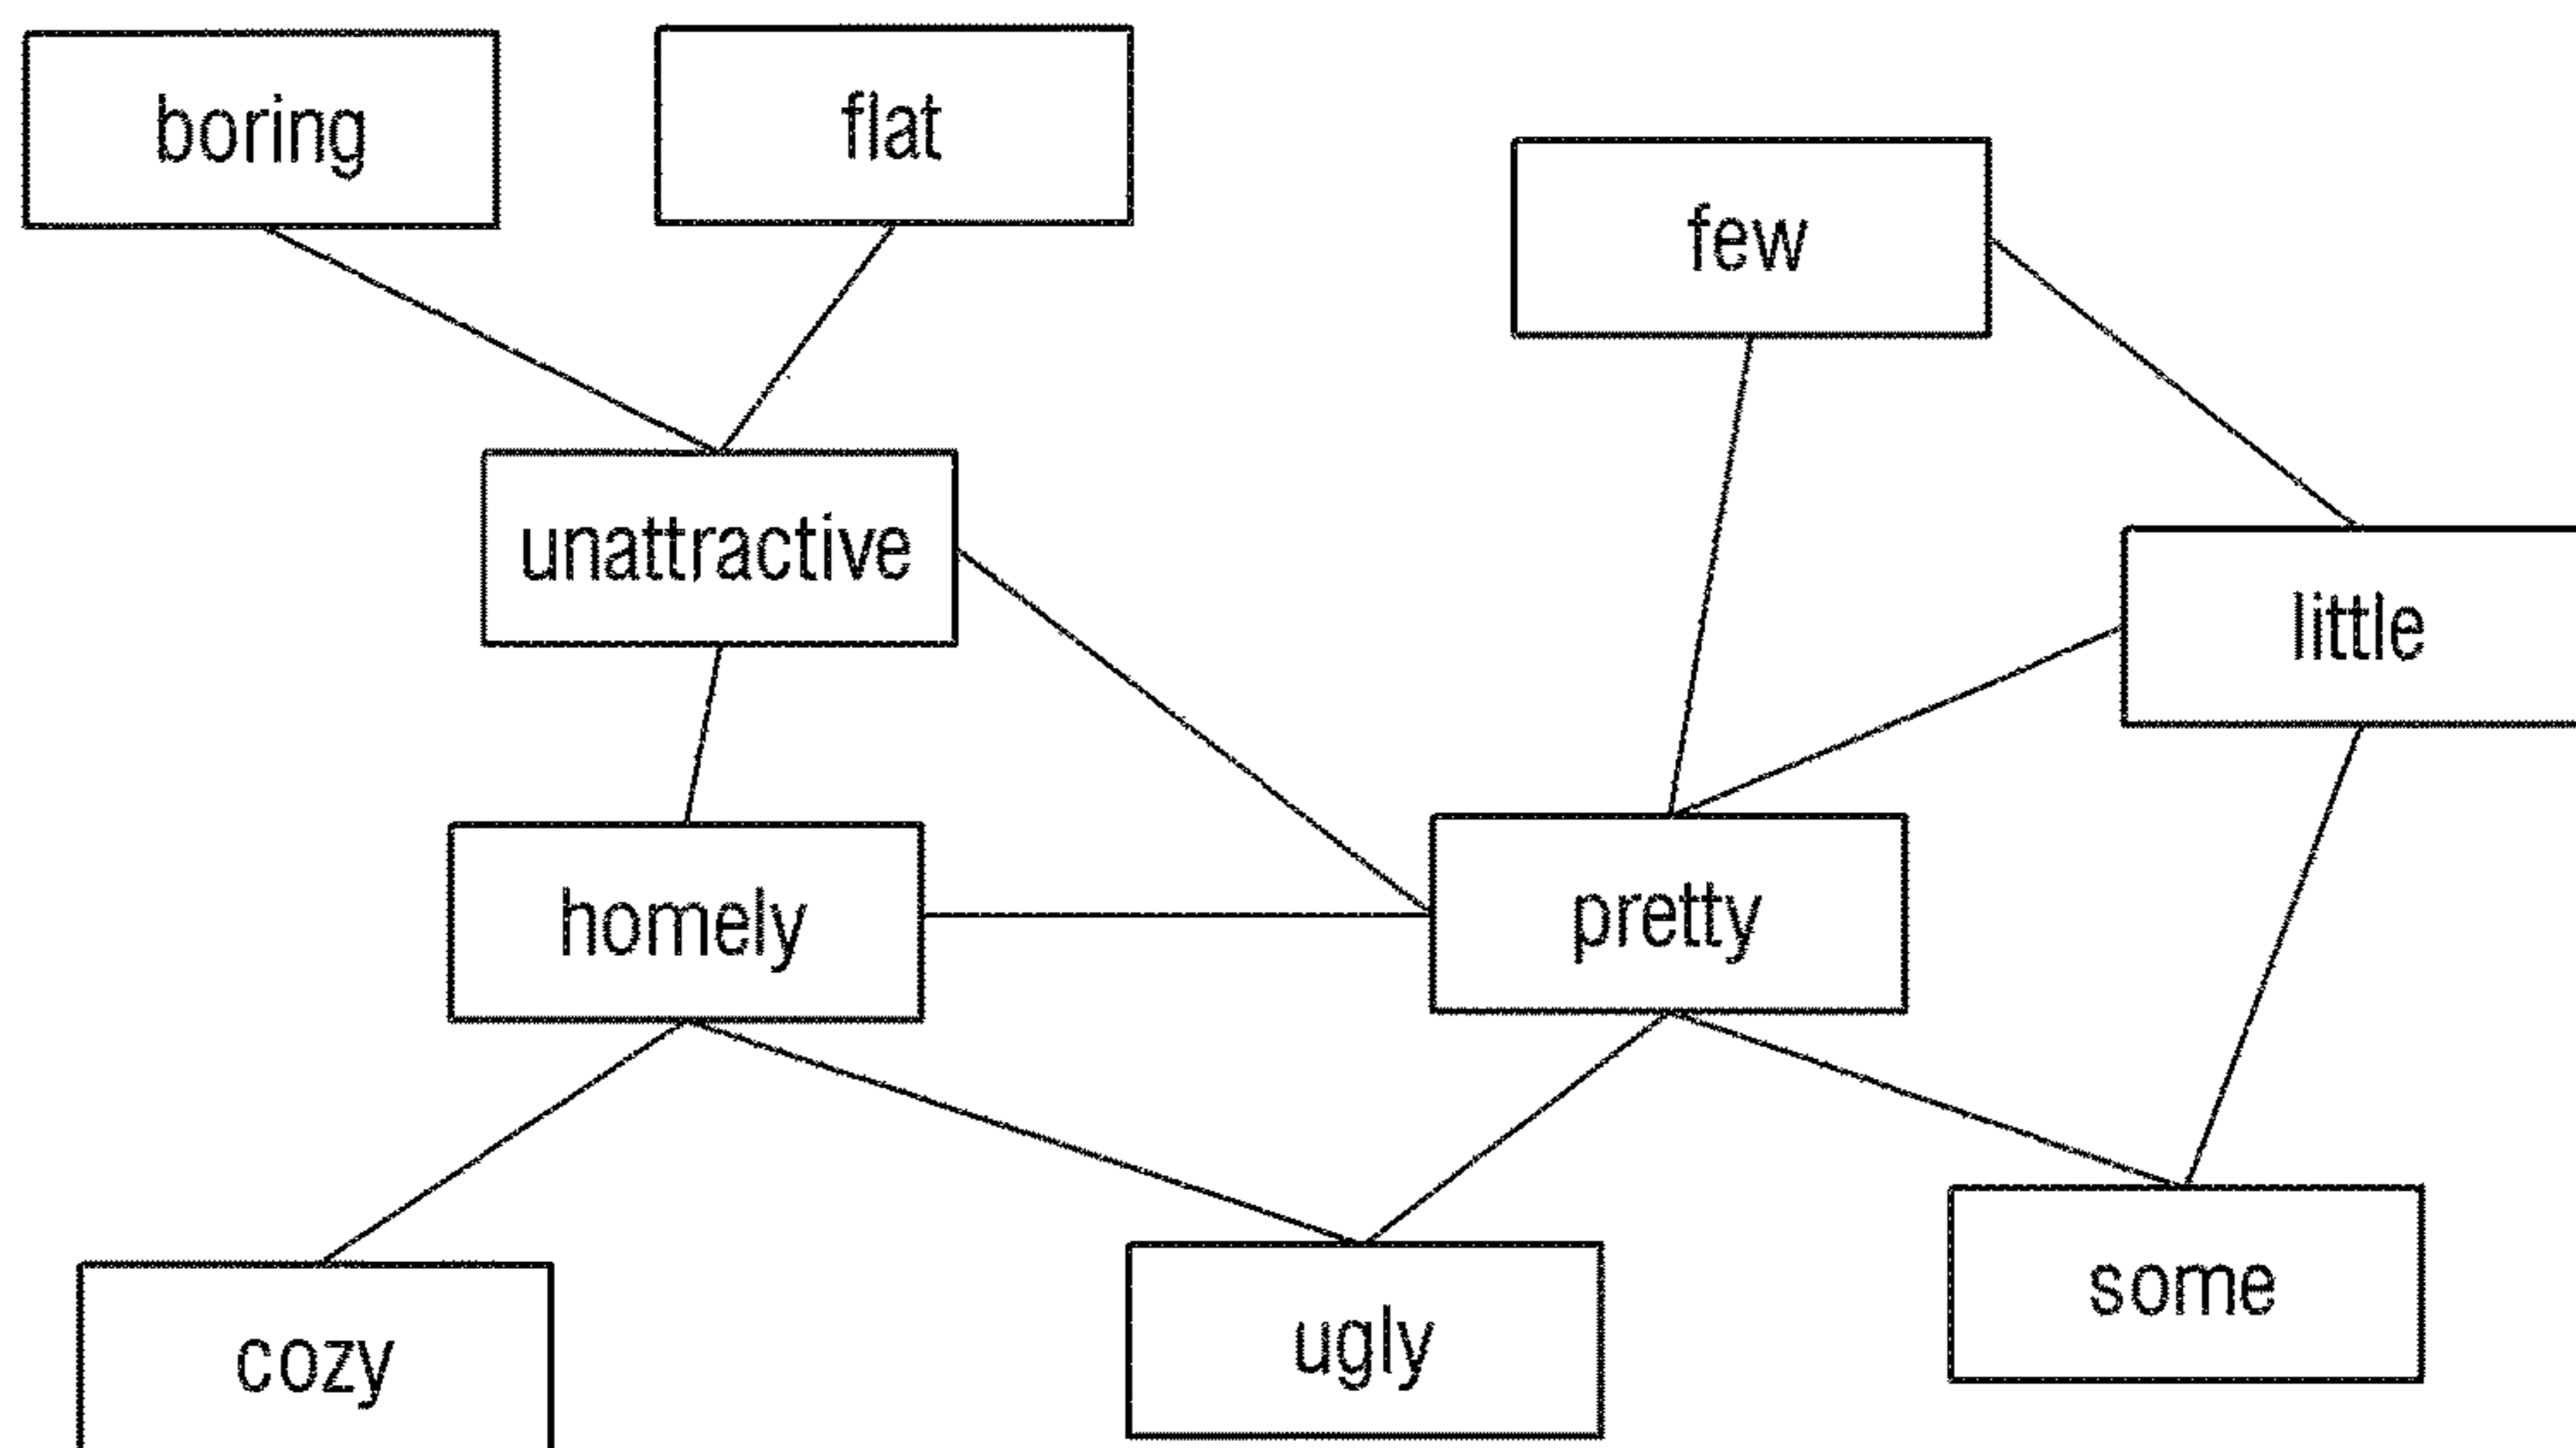 boring
flat
few
unattractive
little
homely
pretty
some
ugly
cozy